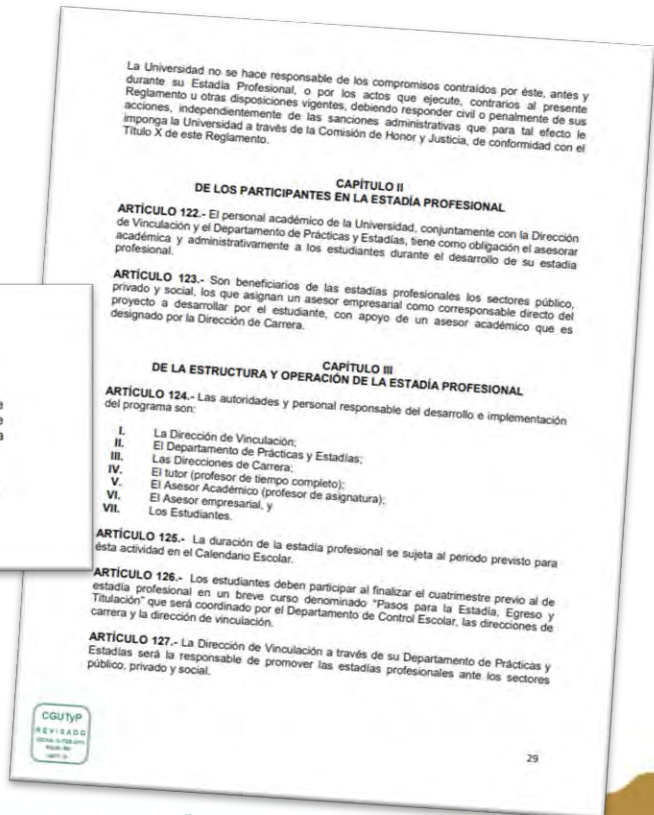 La Universidad no se hace responsable de los compromisos contraídos por éste, antes y
durante su Estadía Profesional, o por los actos que ejecute, contrarios al presente
Reglamento u otras disposiciones vigentes, debiendo responder civil o penalmente de sus
acciones, independientemente de las sanciones administrativas que para tal efecto le
imponga la Universidad a través de la Comisión de Honor y Justicia, de conformidad con el
Título X de este Reglamento.
CAPÍTULO II
DE LOS PARTICIPANTES EN LA ESTADÍA PROFESIONAL
ARTÍCULO 122.- El personal académico de la Universidad, conjuntamente con la Dirección
de Vinculación y el Departamento de Prácticas y Estadías, tiene como obligación el asesorar
académica y administrativamente a los estudiantes durante el desarrollo de su estadía
profesional.
ARTÍCULO 123.- Son beneficiarios de las estadías profesionales los sectores público,
privado y social, los que asignan un asesor empresarial como corresponsable directo del
proyecto a desarrollar por el estudiante, con apoyo de un asesor académico que es
designado por la Dirección de Carrera.
CAPÍTULO III
DE LA ESTRUCTURA Y OPERACIÓN DE LA ESTADÍA PROFESIONAL
ARTÍCULO 124.- Las autoridades y personal responsable del desarrollo e implementación
del programa son:
I. La Dirección de Vinculación;
II. El Departamento de Prácticas y Estadías;
III. Las Direcciones de Carrera;
IV. El tutor (profesor de tiempo completo);
V. El Asesor Académico (profesor de asignatura);
VI. El Asesor empresarial, y
VII. Los Estudiantes.
ARTÍCULO 125.- La duración de la estadía profesional se sujeta al periodo previsto para
ésta actividad en el Calendario Escolar.
ARTÍCULO 126.- Los estudiantes deben participar al finalizar el cuatrimestre previo al de
estadía profesional en un breve curso denominado "Pasos para la Estadía, Egreso y
Titulación" que será coordinado por el Departamento de Control Escolar, las direcciones de
carrera y la dirección de vinculación.
ARTÍCULO 127.- La Dirección de Vinculación a través de su Departamento de Prácticas y
Estadías será la responsable de promover las estadías profesionales ante los sectores
público, privado y social.
CGUTyP
REVISADO
29